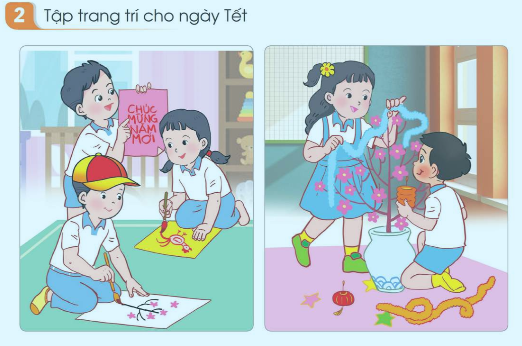 2 Tập trang trí cho ngày Tết
CHÚC
MỪNG
NĂM
MỚI